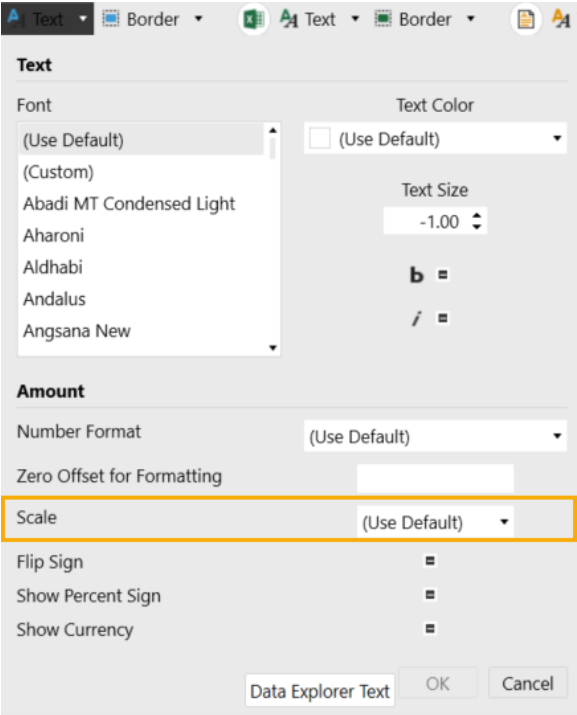 Text Border Text Border
Text
Font Text Color
(Use Default) (Use Default)
(Custom)
Abadi MT Condensed Light Text Size
Aharoni -1.00
Aldhabi b
Andalus i
Angsana New
Amount
Number Format (Use Default)
Zero Offset for Formatting
Scale (Use Default)
Flip Sign
Show Percent Sign
Show Currency
Data Explorer Text OK Cancel